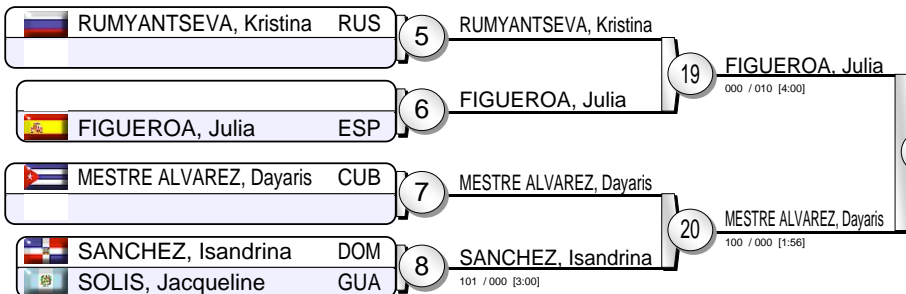 RUMYANTSEVA, Kristina RUS
5
RUMYANTSEVA, Kristina
19
FIGUEROA, Julia
000 / 010 [4:00]
6
FIGUEROA, Julia
FIGUEROA, Julia ESP
MESTRE ALVAREZ, Dayaris CUB
7
MESTRE ALVAREZ, Dayaris
20
MESTRE ALVAREZ, Dayaris
100 / 000 [1:56]
SANCHEZ, Isandrina DOM
8
SANCHEZ, Isandrina
101 / 000 [3:00]
SOLIS, Jacqueline GUA